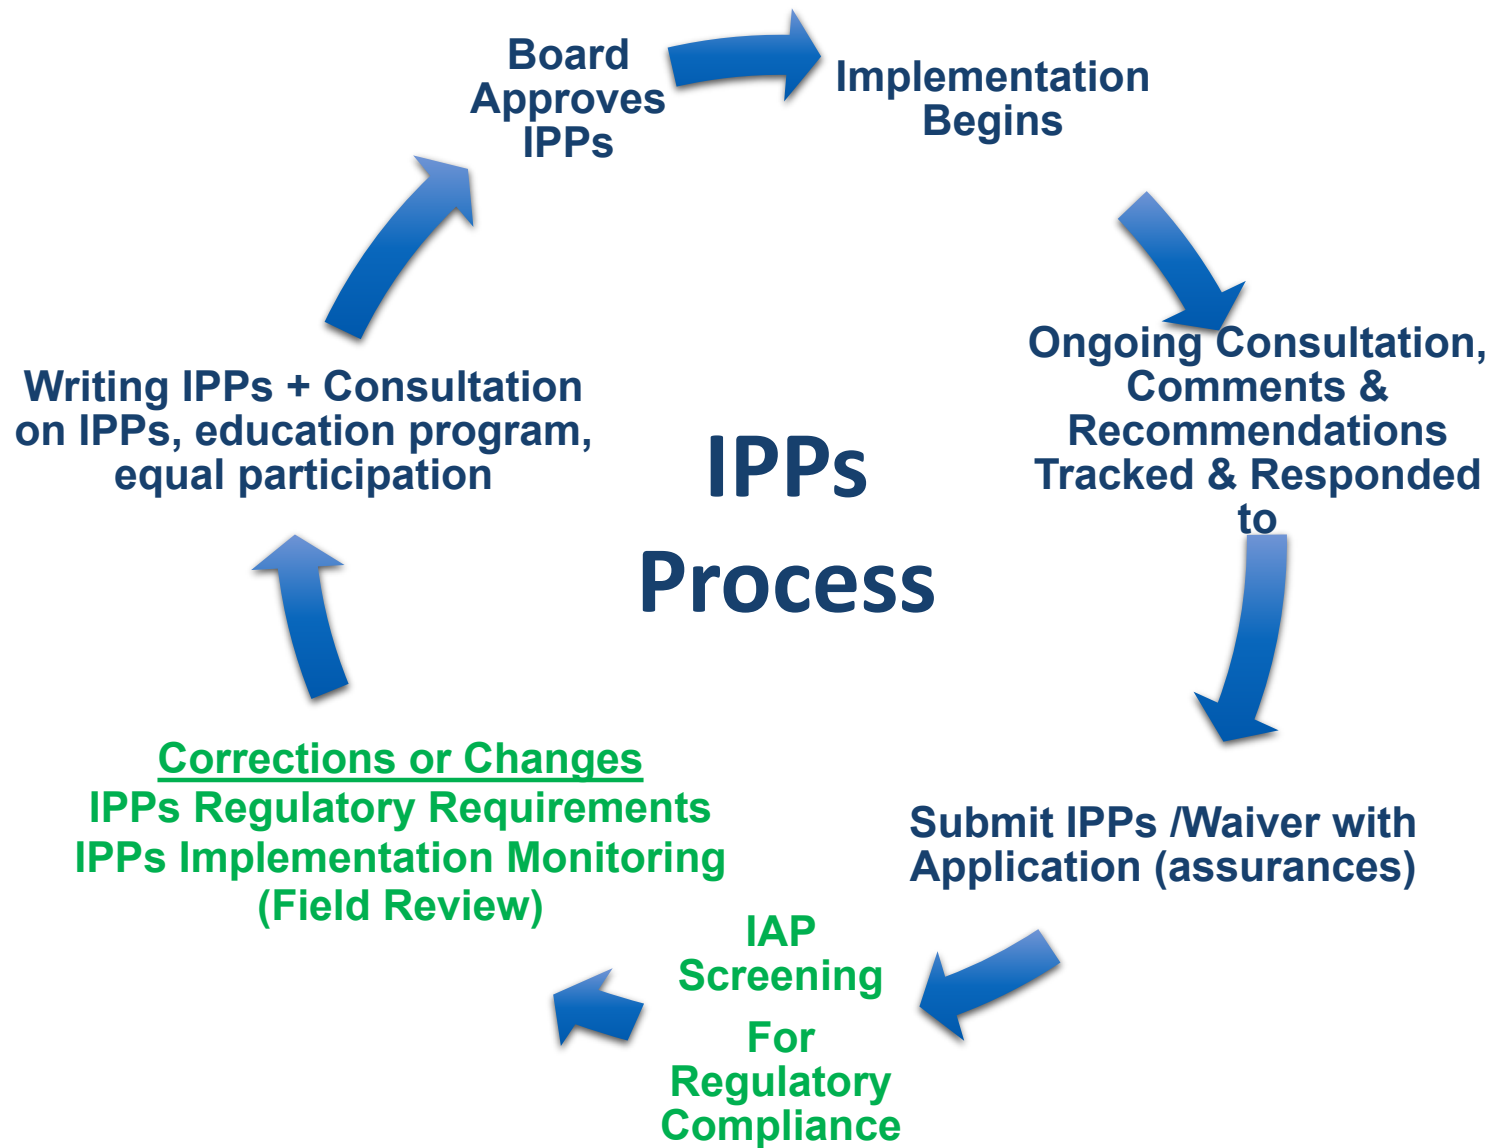 Board
Approves
IPPs
Implementation
Begins
Ongoing Consultation,
Comments &
Recommendations
Tracked & Responded
to
Submit IPPs /Waiver with
Application (assurances)
IAP
Screening
For
Regulatory
Compliance
Corrections or Changes
IPPs Regulatory Requirements
IPPs Implementation Monitoring
(Field Review)
Writing IPPs + Consultation
on IPPs, education program,
equal participation
IPPs
Process